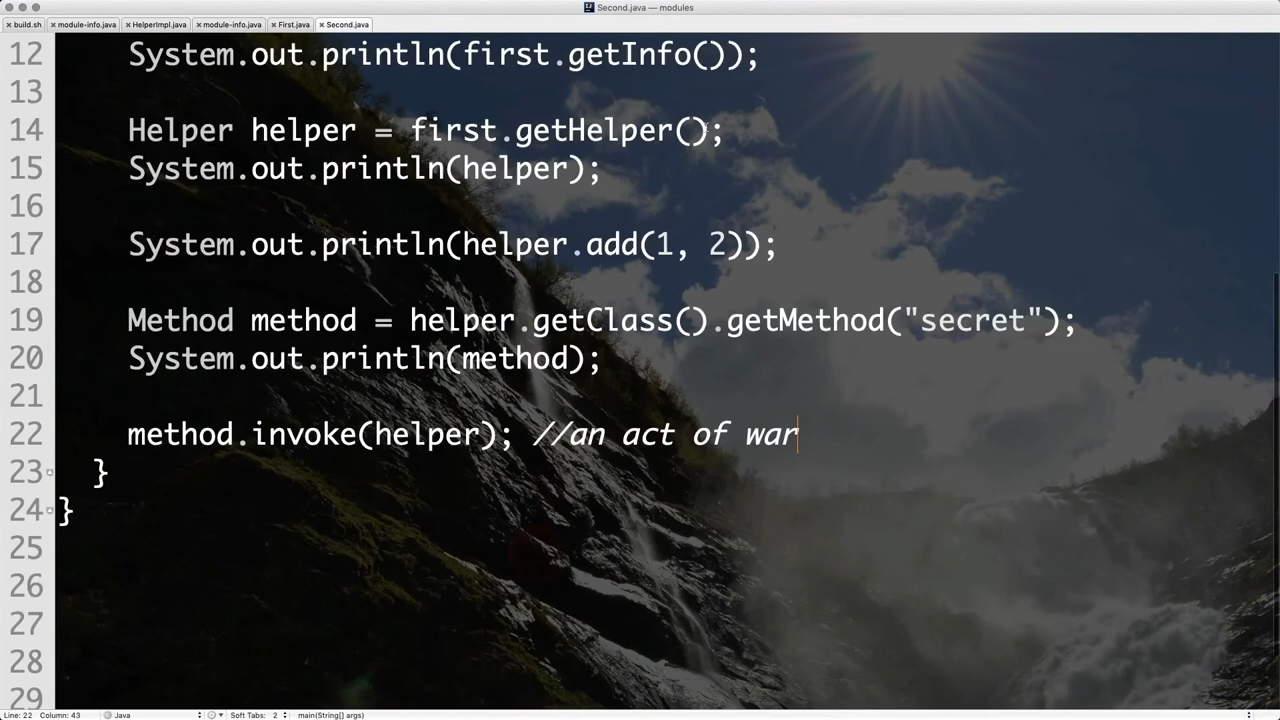 Second.java — modules
build.sh module-info.java HelperImpl.java module-info.java First.java Second.java
12 System.out.println(first.getInfo());
13
14 Helper helper = first.getHelper();
15 System.out.println(helper);
16
17 System.out.println(helper.add(1, 2));
18
19 Method method = helper.getClass().getMethod("secret");
20 System.out.println(method);
21
22 method.invoke(helper); //an act of war
23 }
24 }
25
26
27
28
29
Line: 22 Column: 43 Java Soft Tabs: 2 main(String[] args)